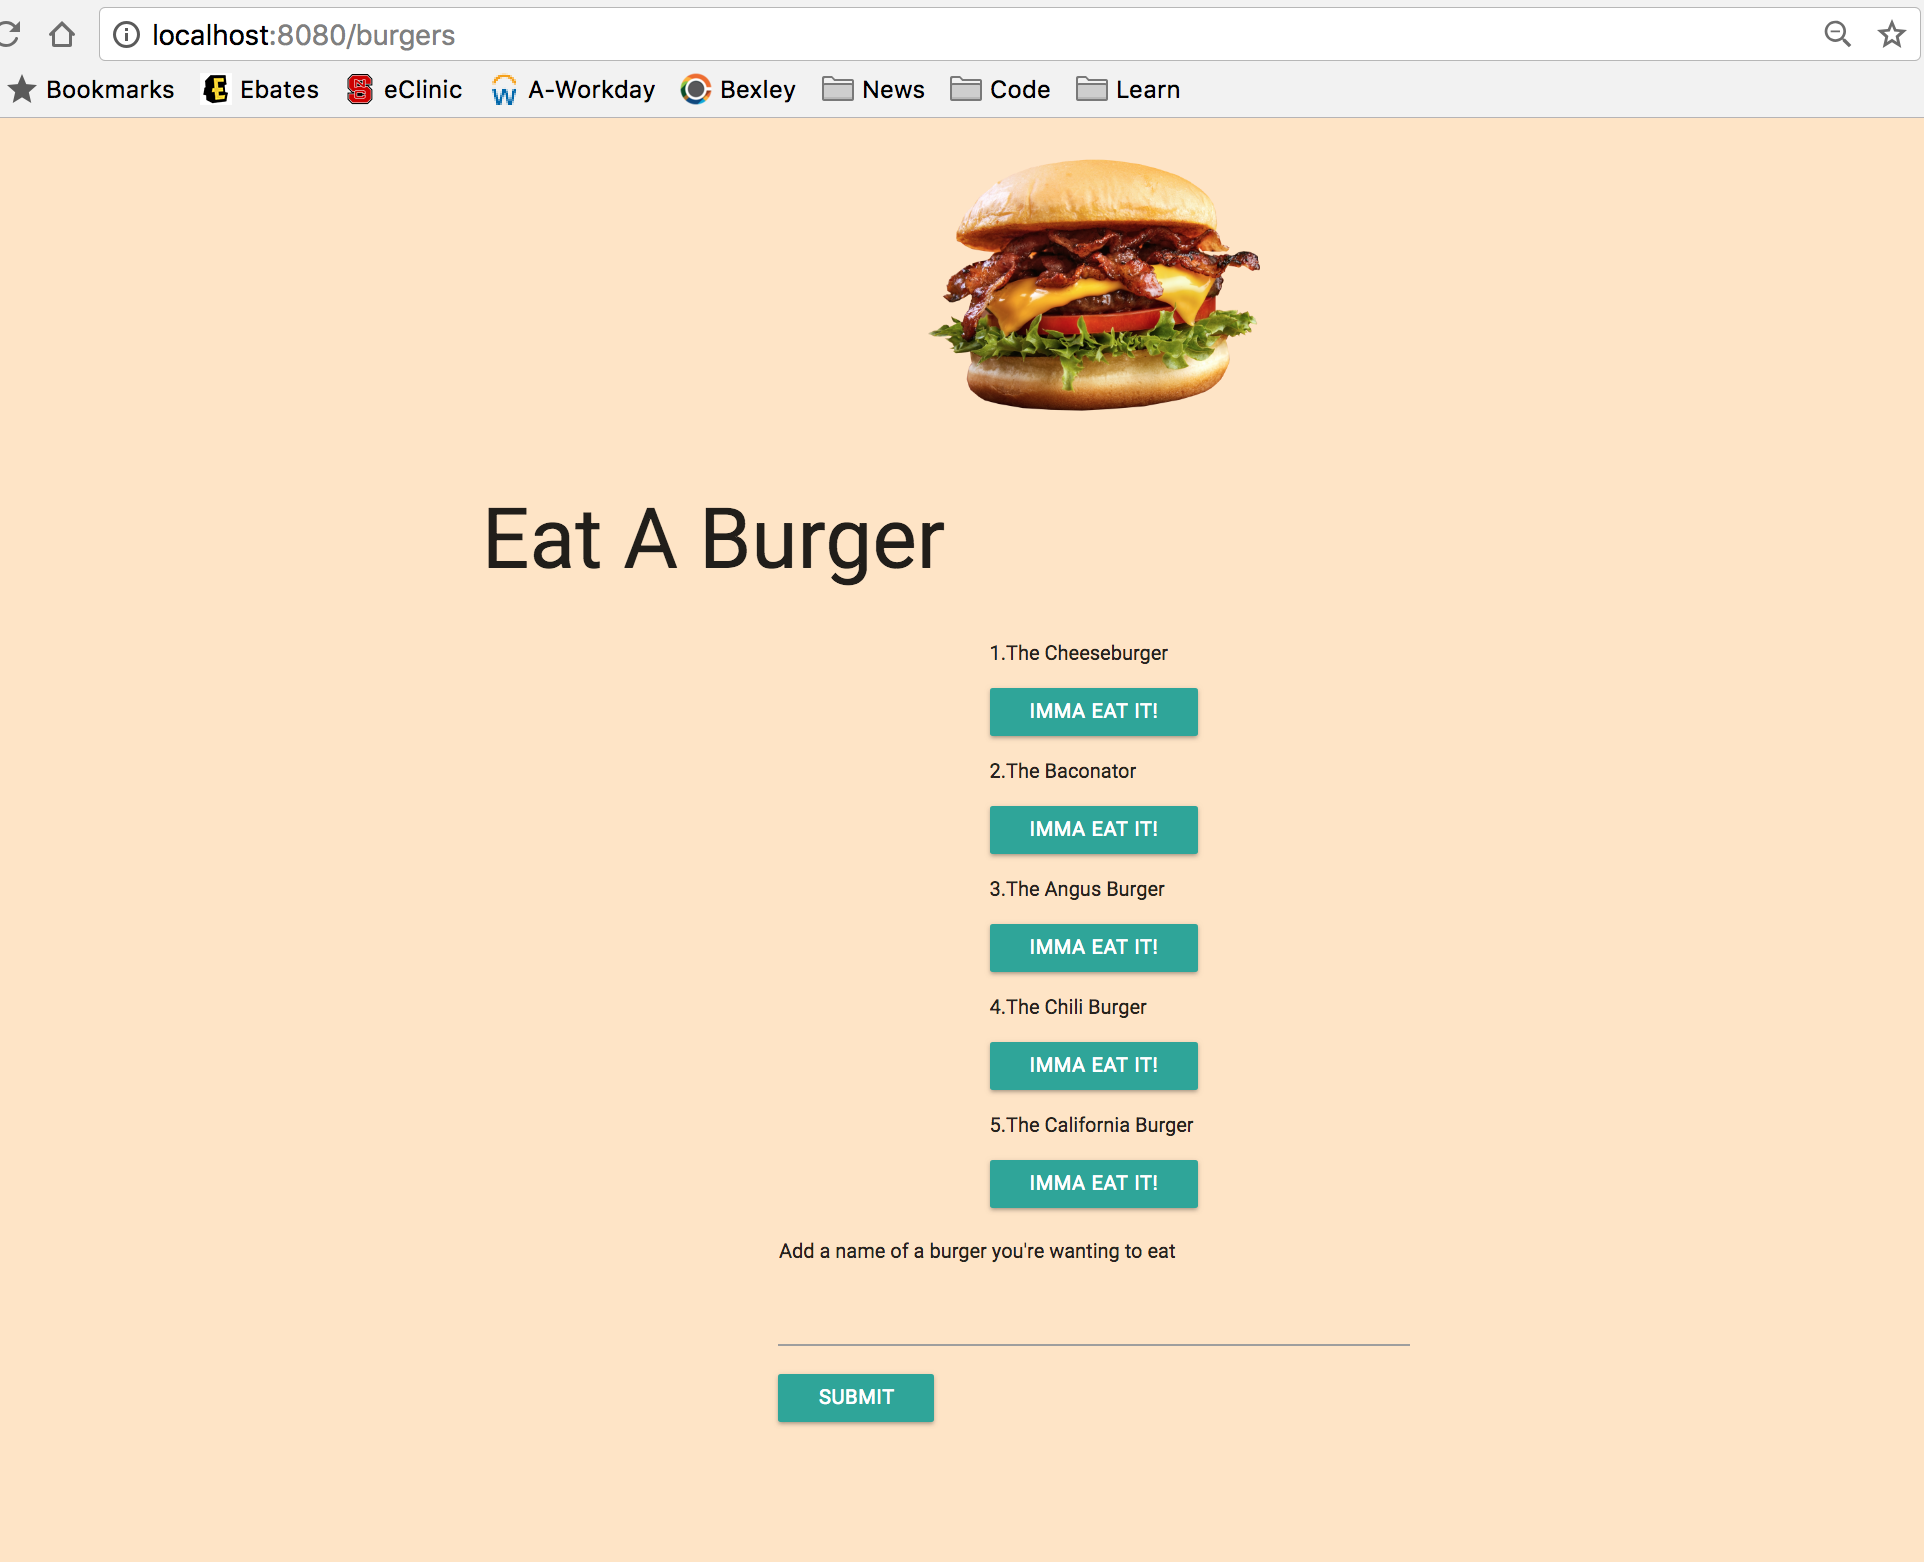 localhost:8080/burgers
Bookmarks Ebates eClinic A-Workday Bexley News Code Learn
Eat A Burger
1.The Cheeseburger
IMMA EAT IT!
2.The Baconator
IMMA EAT IT!
3.The Angus Burger
IMMA EAT IT!
4.The Chili Burger
IMMA EAT IT!
5.The California Burger
IMMA EAT IT!
Add a name of a burger you're wanting to eat
SUBMIT